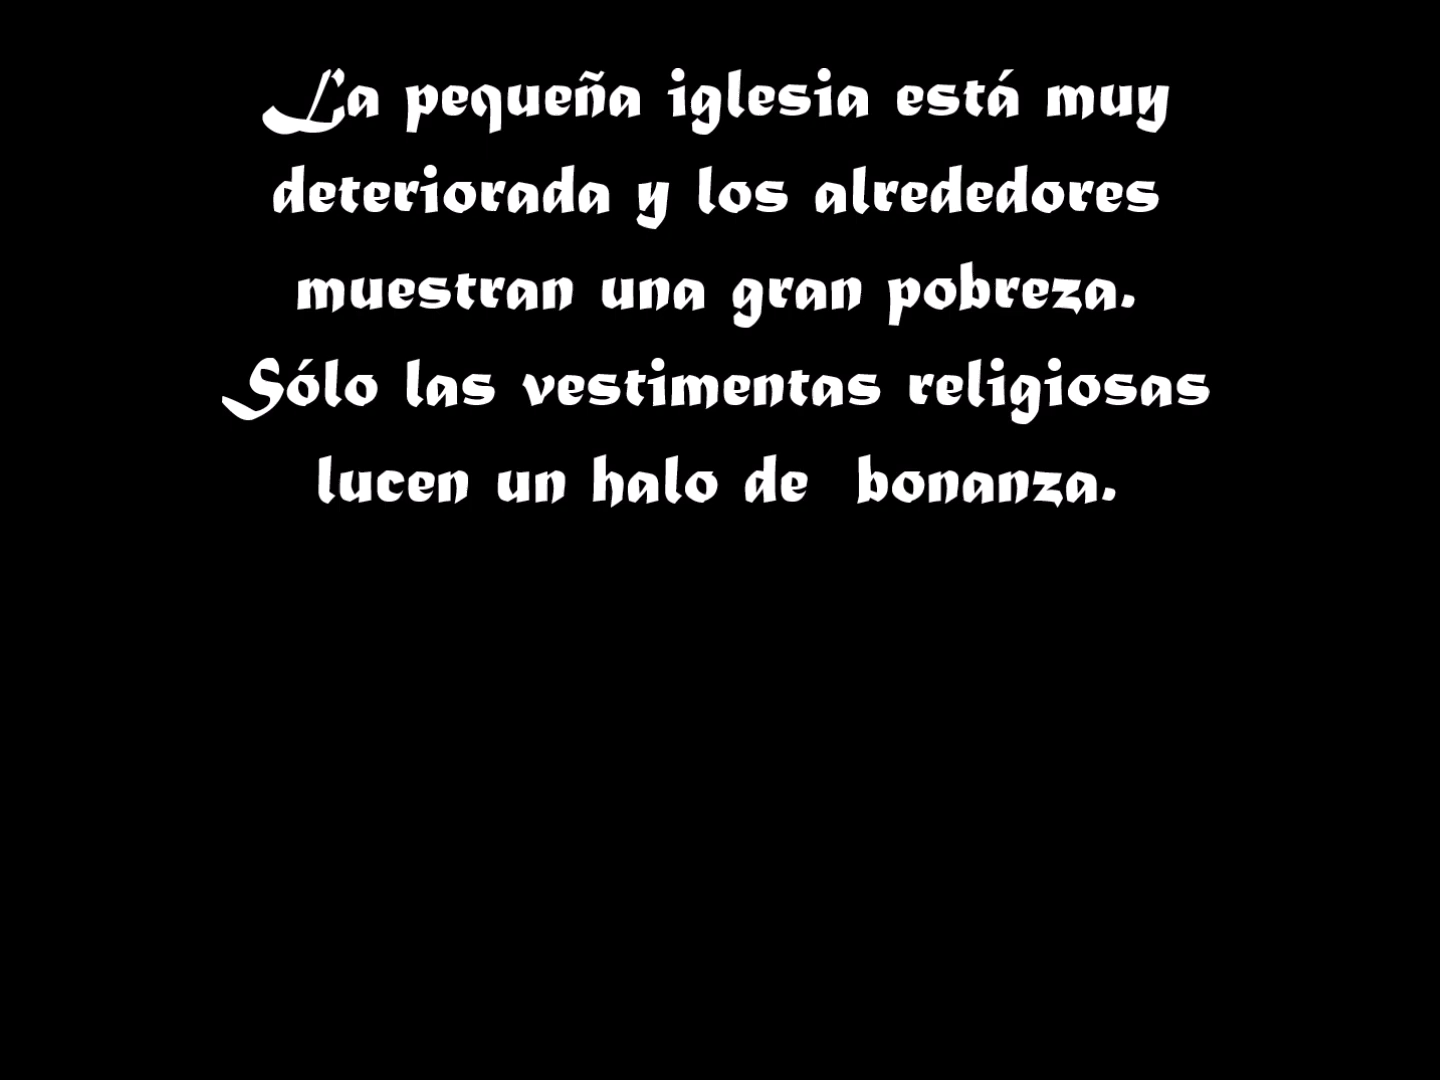 La pequeña iglesia está muy
deteriorada y los alrededores
muestran una gran pobreza.
Sólo las vestimentas religiosas
lucen un halo de  bonanza.